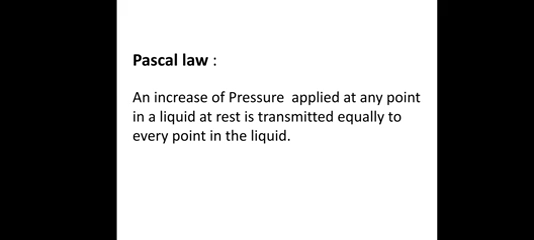 Pascal law :
An increase of Pressure applied at any point
in a liquid at rest is transmitted equally to
every point in the liquid.